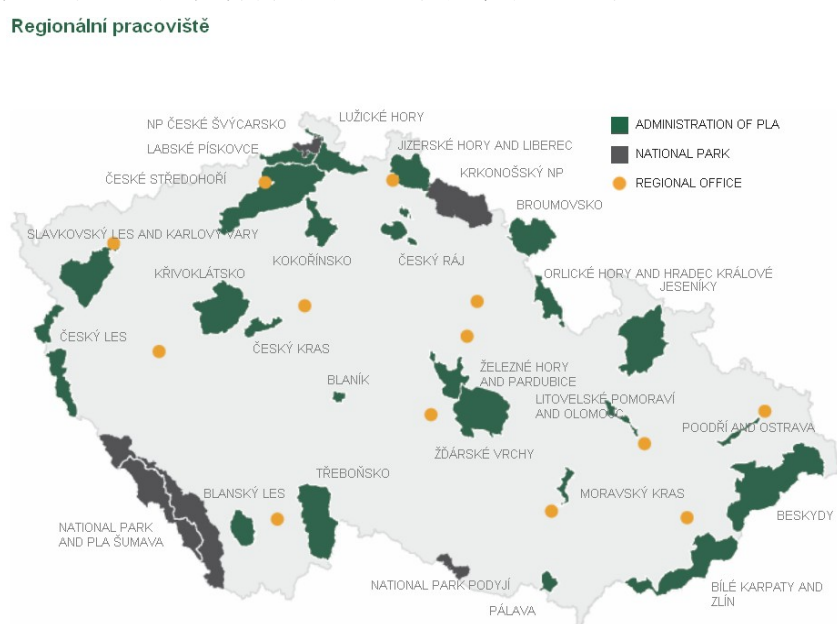 Regionální pracoviště
LUŽICKÉ HORY
NP ČESKÉ ŠVÝCARSKO
ADMINISTRATION OF PLA
LABSKÉ PÍSKOVCE
JIZERSKÉ HORY AND LIBEREC
NATIONAL PARK
ČESKÉ STŘEDOHOŘÍ
KRKONOŠSKÝ NP
REGIONAL OFFICE
BROUMOVSKO
SLAVKOVSKÝ LES AND KARLOVY VARY
KOKOŘÍNSKO
ČESKÝ RÁJ
KŘIVOKLÁTSKO
ORLICKÉ HORY AND HRADEC KRÁLOVÉ
JESENÍKY
ČESKÝ LES
ČESKÝ KRAS
BLANÍK
ŽELEZNÉ HORY
AND PARDUBICE
LITOVELSKÉ POMORAVÍ
AND OLOMOUC
POODŘÍ AND OSTRAVA
ŽĎÁRSKÉ VRCHY
TŘEBOŇSKO
BLANSKÝ LES
MORAVSKÝ KRAS
BESKYDY
NATIONAL PARK
AND PLA ŠUMAVA
NATIONAL PARK PODYJÍ
PÁLAVA
BÍLÉ KARPATY AND
ZLÍN